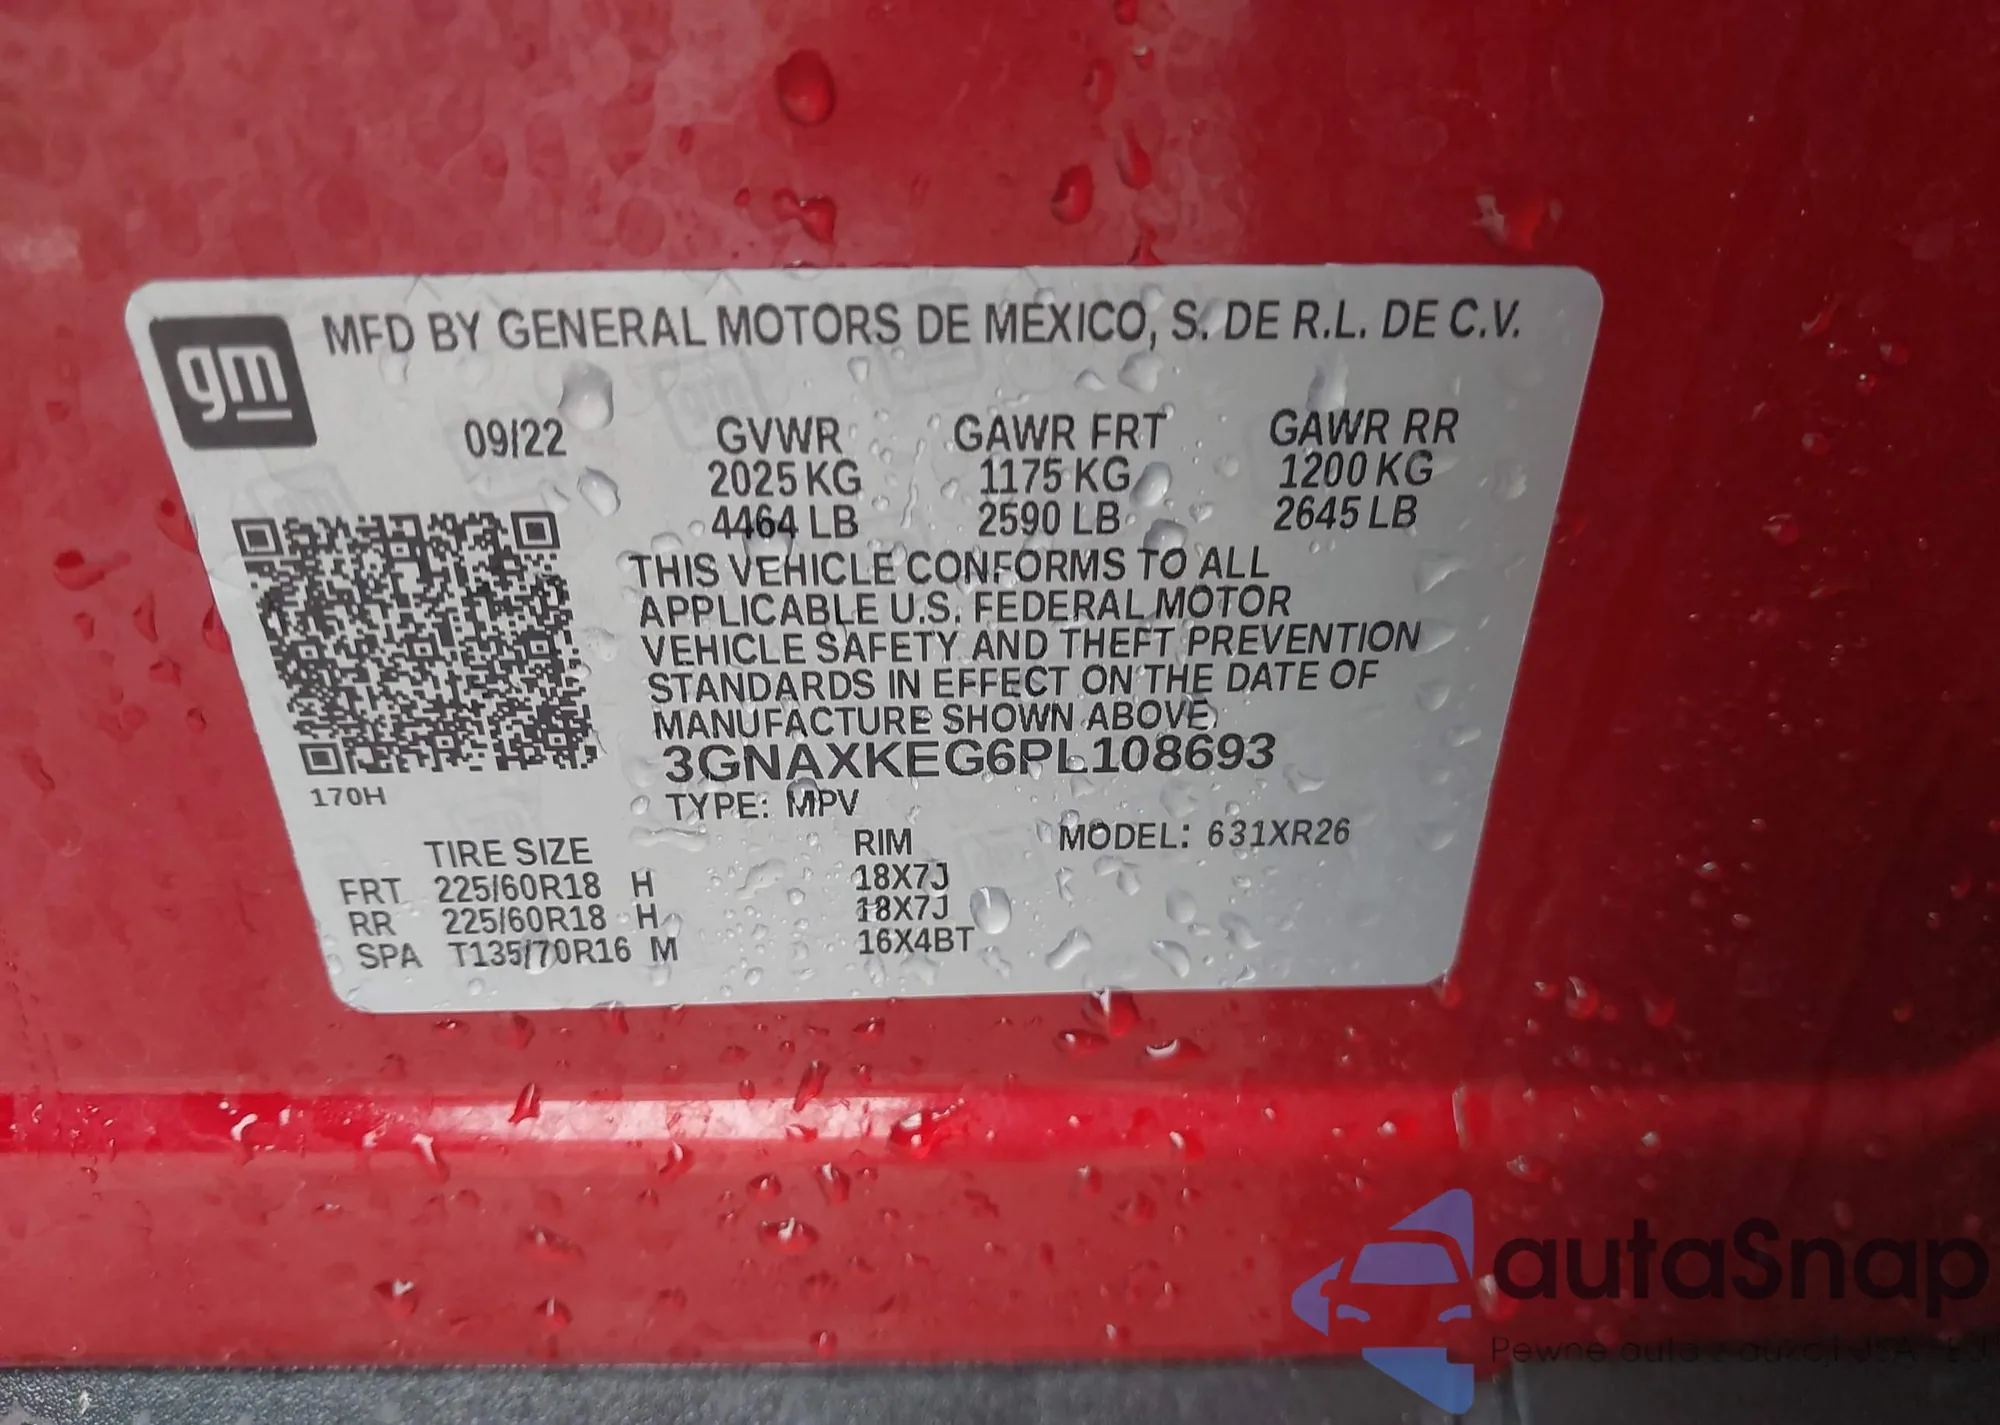 gm
MFD BY GENERAL MOTORS DE MEXICO, S. DE R.L. DE C.V.
09/22 GVWR GAWR FRT GAWR RR
2025 KG 1175 KG 1200 KG
4464 LB 2590 LB 2645 LB
THIS VEHICLE CONFORMS TO ALL
APPLICABLE U.S. FEDERAL MOTOR
VEHICLE SAFETY AND THEFT PREVENTION
STANDARDS IN EFFECT ON THE DATE OF
MANUFACTURE SHOWN ABOVE.
3GNAXKEG6PL108693
170H
TYPE: MPV
TIRE SIZE RIM MODEL: 631XR26
FRT 225/60R18 H 18X7J
RR 225/60R18 H 18X7J
SPA T135/70R16 M 16X4BT
autaSnap
Pewne auta z aukcji